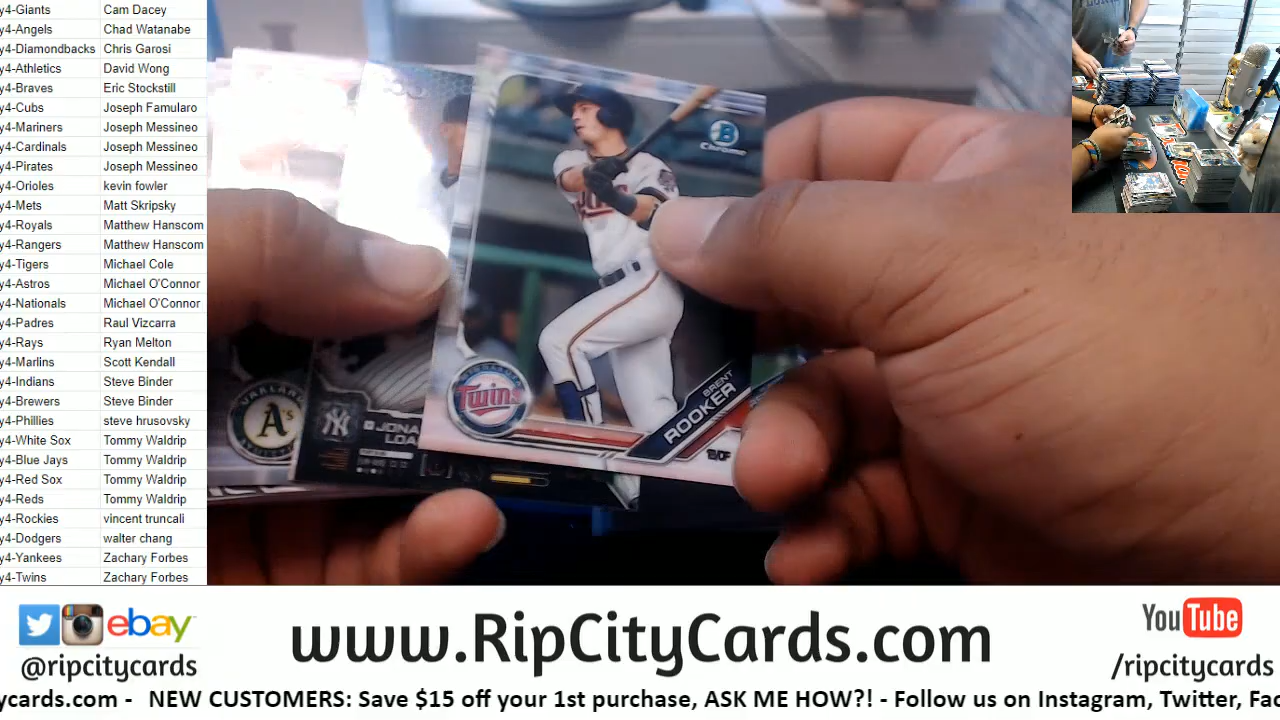 y4-Giants Cam Dacey
y4-Angels Chad Watanabe
y4-Diamondbacks Chris Garosi
y4-Athletics David Wong
y4-Braves Eric Stockstill
y4-Cubs Joseph Famularo
y4-Mariners Joseph Messineo
y4-Cardinals Joseph Messineo
y4-Pirates Joseph Messineo
y4-Orioles kevin fowler
y4-Mets Matt Skripsky
y4-Royals Matthew Hanscom
y4-Rangers Matthew Hanscom
y4-Tigers Michael Cole
y4-Astros Michael O'Connor
y4-Nationals Michael O'Connor
y4-Padres Raul Vizcarra
y4-Rays Ryan Melton
y4-Marlins Scott Kendall
y4-Indians Steve Binder
y4-Brewers Steve Binder
y4-Phillies steve hrusovsky
y4-White Sox Tommy Waldrip
y4-Blue Jays Tommy Waldrip
y4-Red Sox Tommy Waldrip
y4-Reds Tommy Waldrip
y4-Rockies vincent truncali
y4-Dodgers walter chang
y4-Yankees Zachary Forbes
y4-Twins Zachary Forbes
B
Chrome
Twins
BRENT
ROOKER
1B/OF
A's
NY
JONA
LOA
ebay
@ripcitycards
www.RipCityCards.com
YouTube
/ripcitycards
ycards.com - NEW CUSTOMERS: Save $15 off your 1st purchase, ASK ME HOW?! - Follow us on Instagram, Twitter, Fac